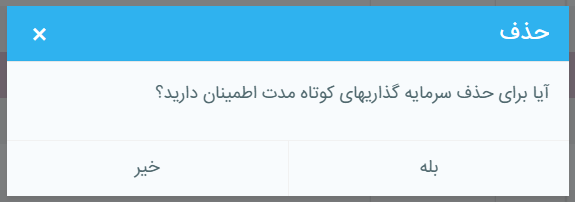 حذف
آیا برای حذف سرمایه گذاریهای کوتاه مدت اطمینان دارید؟
بله
خیر